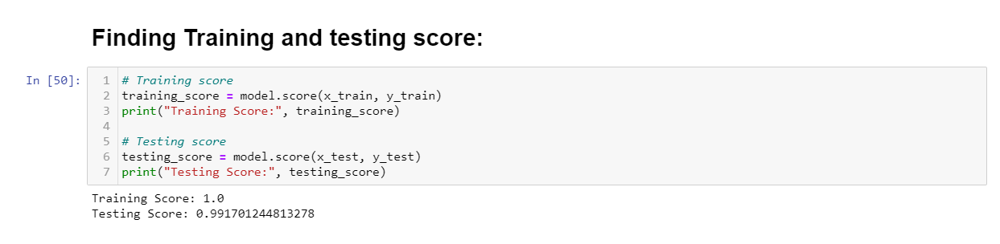 Finding Training and testing score:
In [50]:
1 # Training score
2 training_score = model.score(x_train, y_train)
3 print("Training Score:", training_score)
4
5 # Testing score
6 testing_score = model.score(x_test, y_test)
7 print("Testing Score:", testing_score)
Training Score: 1.0
Testing Score: 0.991701244813278